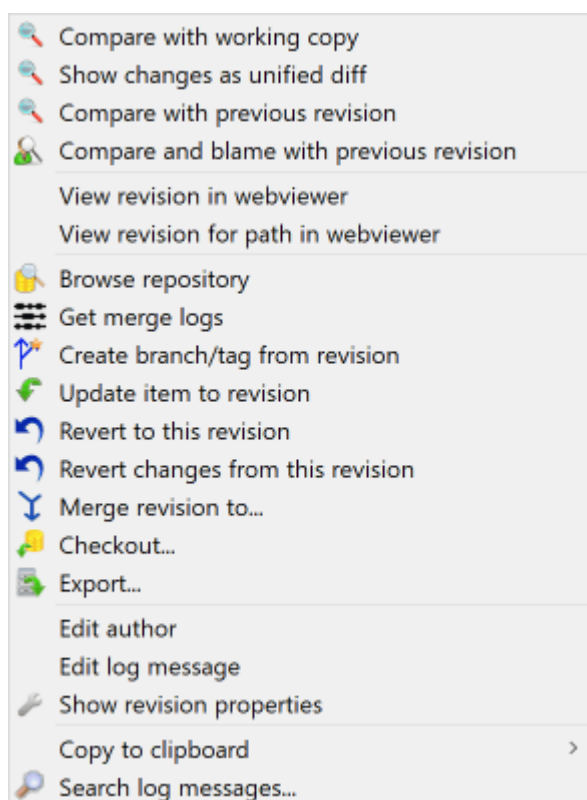 Compare with working copy
Show changes as unified diff
Compare with previous revision
Compare and blame with previous revision
View revision in webviewer
View revision for path in webviewer
Browse repository
Get merge logs
Create branch/tag from revision
Update item to revision
Revert to this revision
Revert changes from this revision
Merge revision to...
Checkout...
Export...
Edit author
Edit log message
Show revision properties
Copy to clipboard
Search log messages...